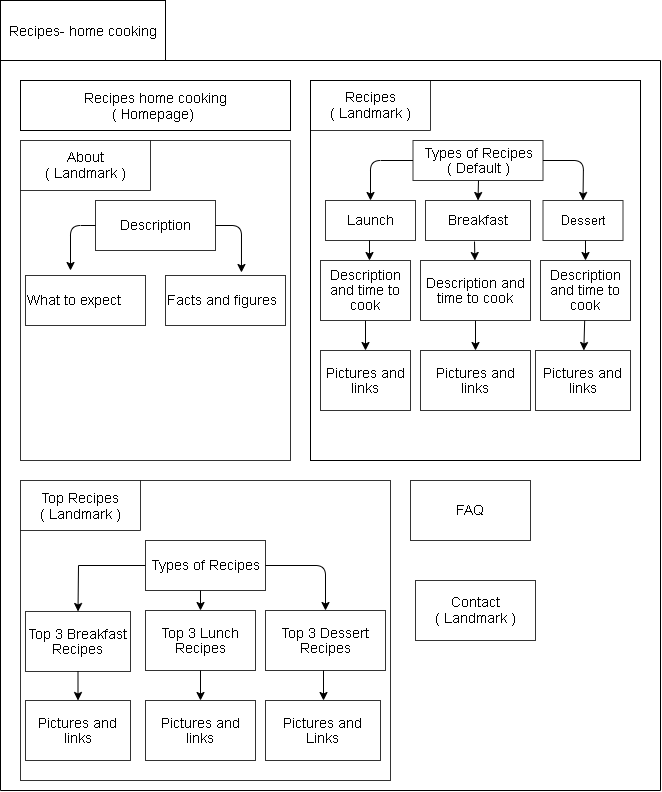 Recipes- home cooking
Recipes home cooking
( Homepage)
Recipes
( Landmark )
About
( Landmark )
Types of Recipes
( Default )
Description
Launch
Breakfast
Dessert
What to expect
Facts and figures
Description
and time to
cook
Description and
time to cook
Description
and time to
cook
Pictures and
links
Pictures and
links
Pictures and
links
Top Recipes
( Landmark )
FAQ
Types of Recipes
Contact
( Landmark )
Top 3 Breakfast
Recipes
Top 3 Lunch
Recipes
Top 3 Dessert
Recipes
Pictures and
links
Pictures and
links
Pictures and
Links